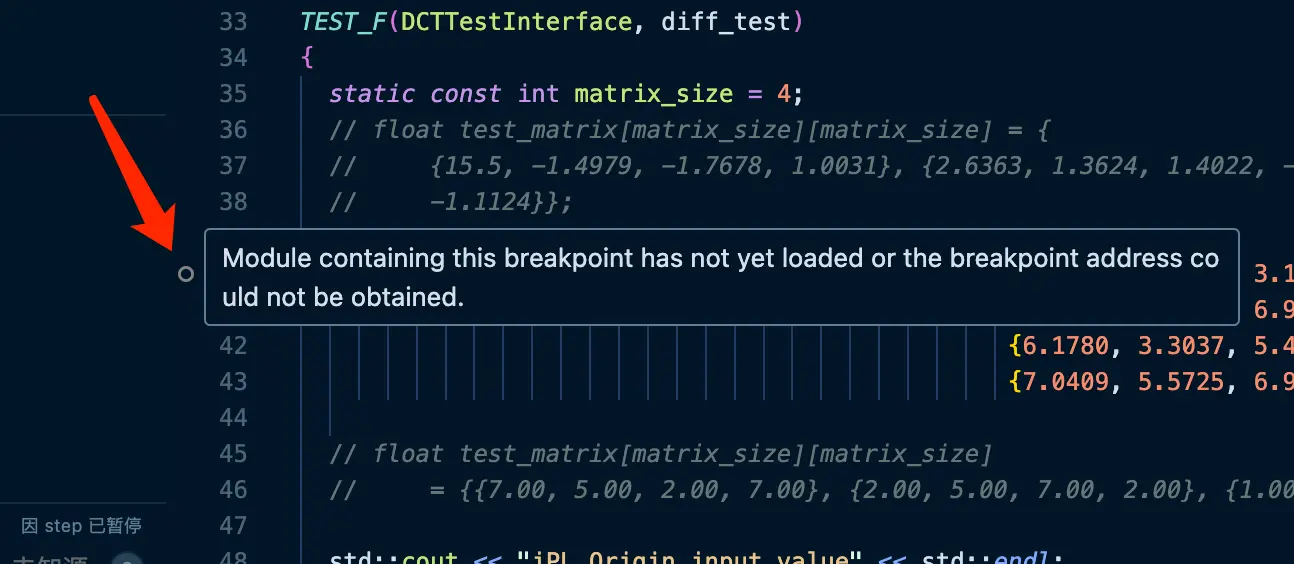 33 TEST_F(DCTTestInterface, diff_test)
34 {
35 static const int matrix_size = 4;
36 // float test_matrix[matrix_size][matrix_size] = {
37 // {15.5, −1.4979, −1.7678, 1.0031}, {2.6363, 1.3624, 1.4022, −
38 // −1.1124}};
Module containing this breakpoint has not yet loaded or the breakpoint address co
uld not be obtained.
3.1
6.9
42 {6.1780, 3.3037, 5.4
43 {7.0409, 5.5725, 6.9
44
45 // float test_matrix[matrix_size][matrix_size]
46 // = {{7.00, 5.00, 2.00, 7.00}, {2.00, 5.00, 7.00, 2.00}, {1.00
因 step 已暂停
47
未知源
48 std::cout << "iPL Origin input value" << std::endl;